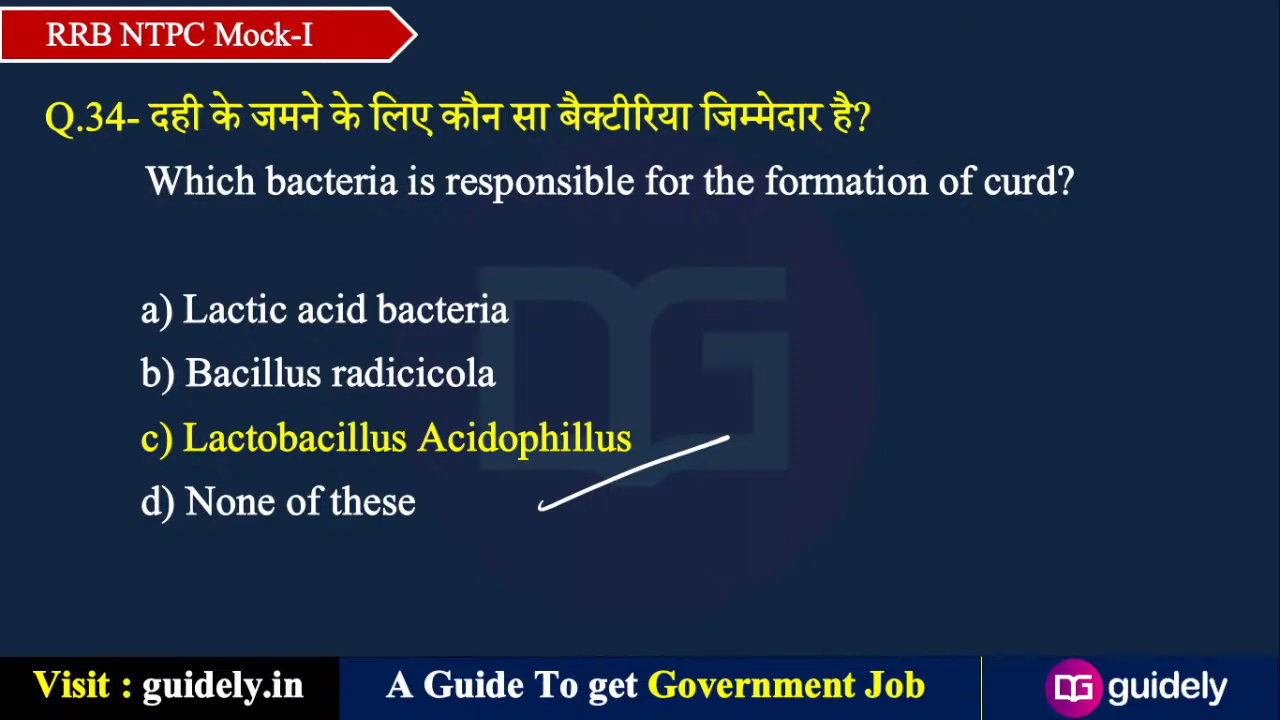 RRB NTPC Mock-I
Q.34- दही के जमने के लिए कौन सा बैक्टीरिया जिम्मेदार है?
Which bacteria is responsible for the formation of curd?
a) Lactic acid bacteria
b) Bacillus radicicola
c) Lactobacillus Acidophillus
d) None of these
Visit : guidely.in
A Guide To get Government Job
guidely